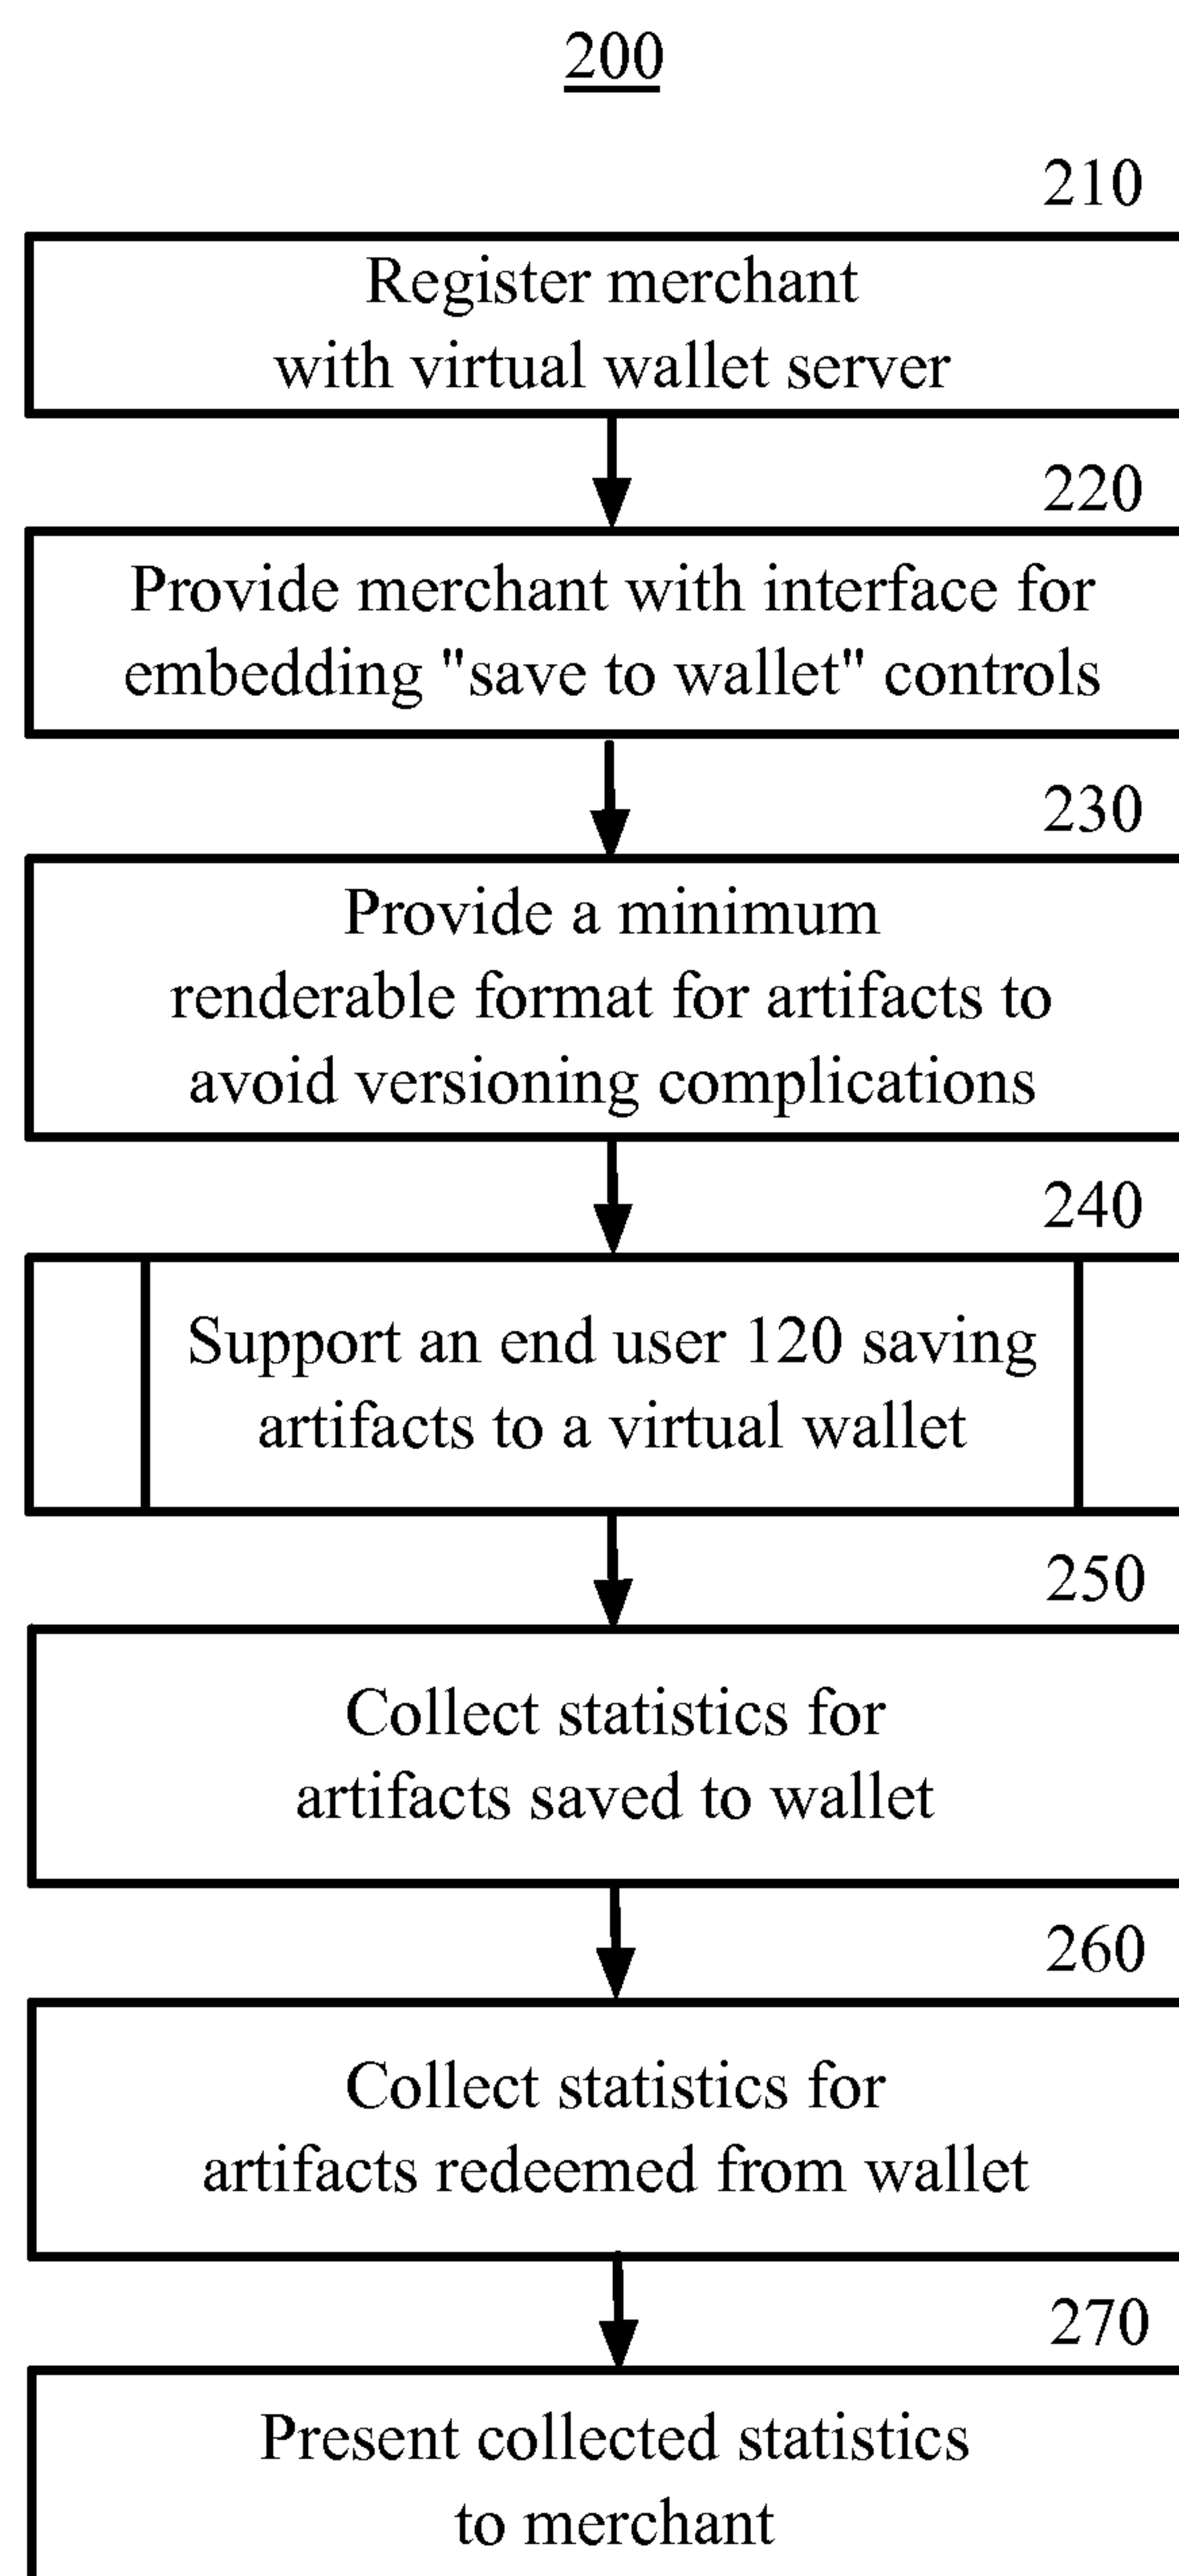 200
210
Register merchant
with virtual wallet server
220
Provide merchant with interface for
embedding "save to wallet" controls
230
Provide a minimum
renderable format for artifacts to
avoid versioning complications
240
Support an end user 120 saving
artifacts to a virtual wallet
250
Collect statistics for
artifacts saved to wallet
260
Collect statistics for
artifacts redeemed from wallet
270
Present collected statistics
to merchant